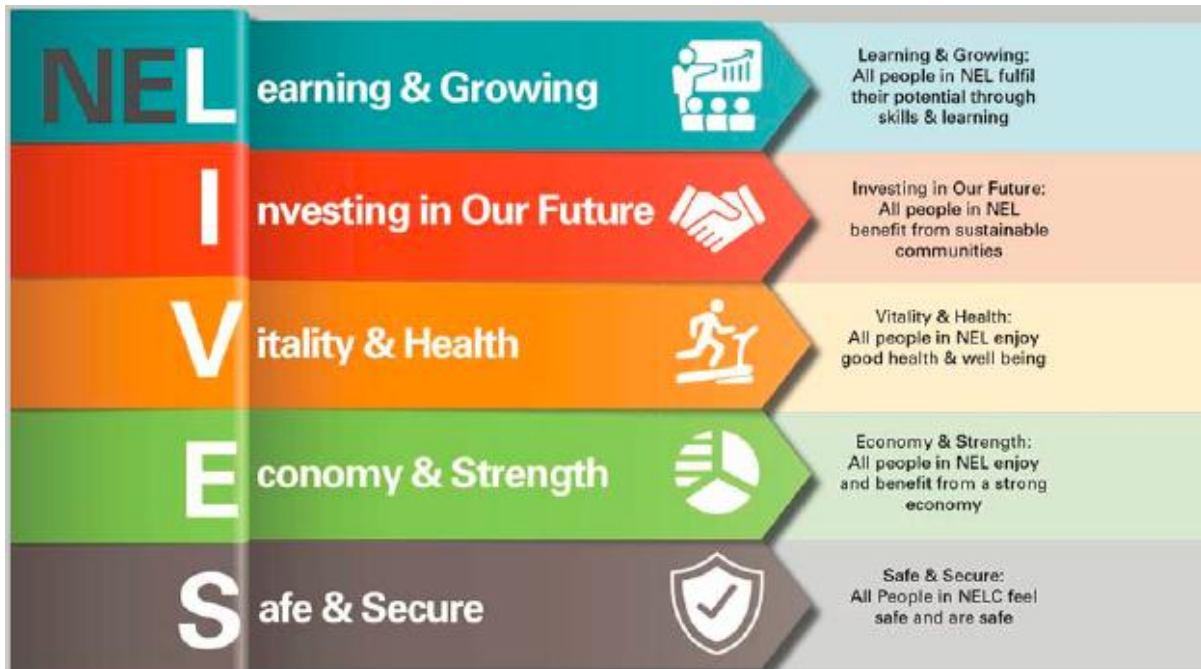 NEL earning & Growing
Learning & Growing:
All people in NEL fulfil
their potential through
skills & learning
I nvesting in Our Future
Investing in Our Future:
All people in NEL
benefit from sustainable
communities
V itality & Health
Vitality & Health:
All people in NEL enjoy
good health & well being
E conomy & Strength
Economy & Strength:
All people in NEL enjoy
and benefit from a strong
economy
S afe & Secure
Safe & Secure:
All People in NELC feel
safe and are safe